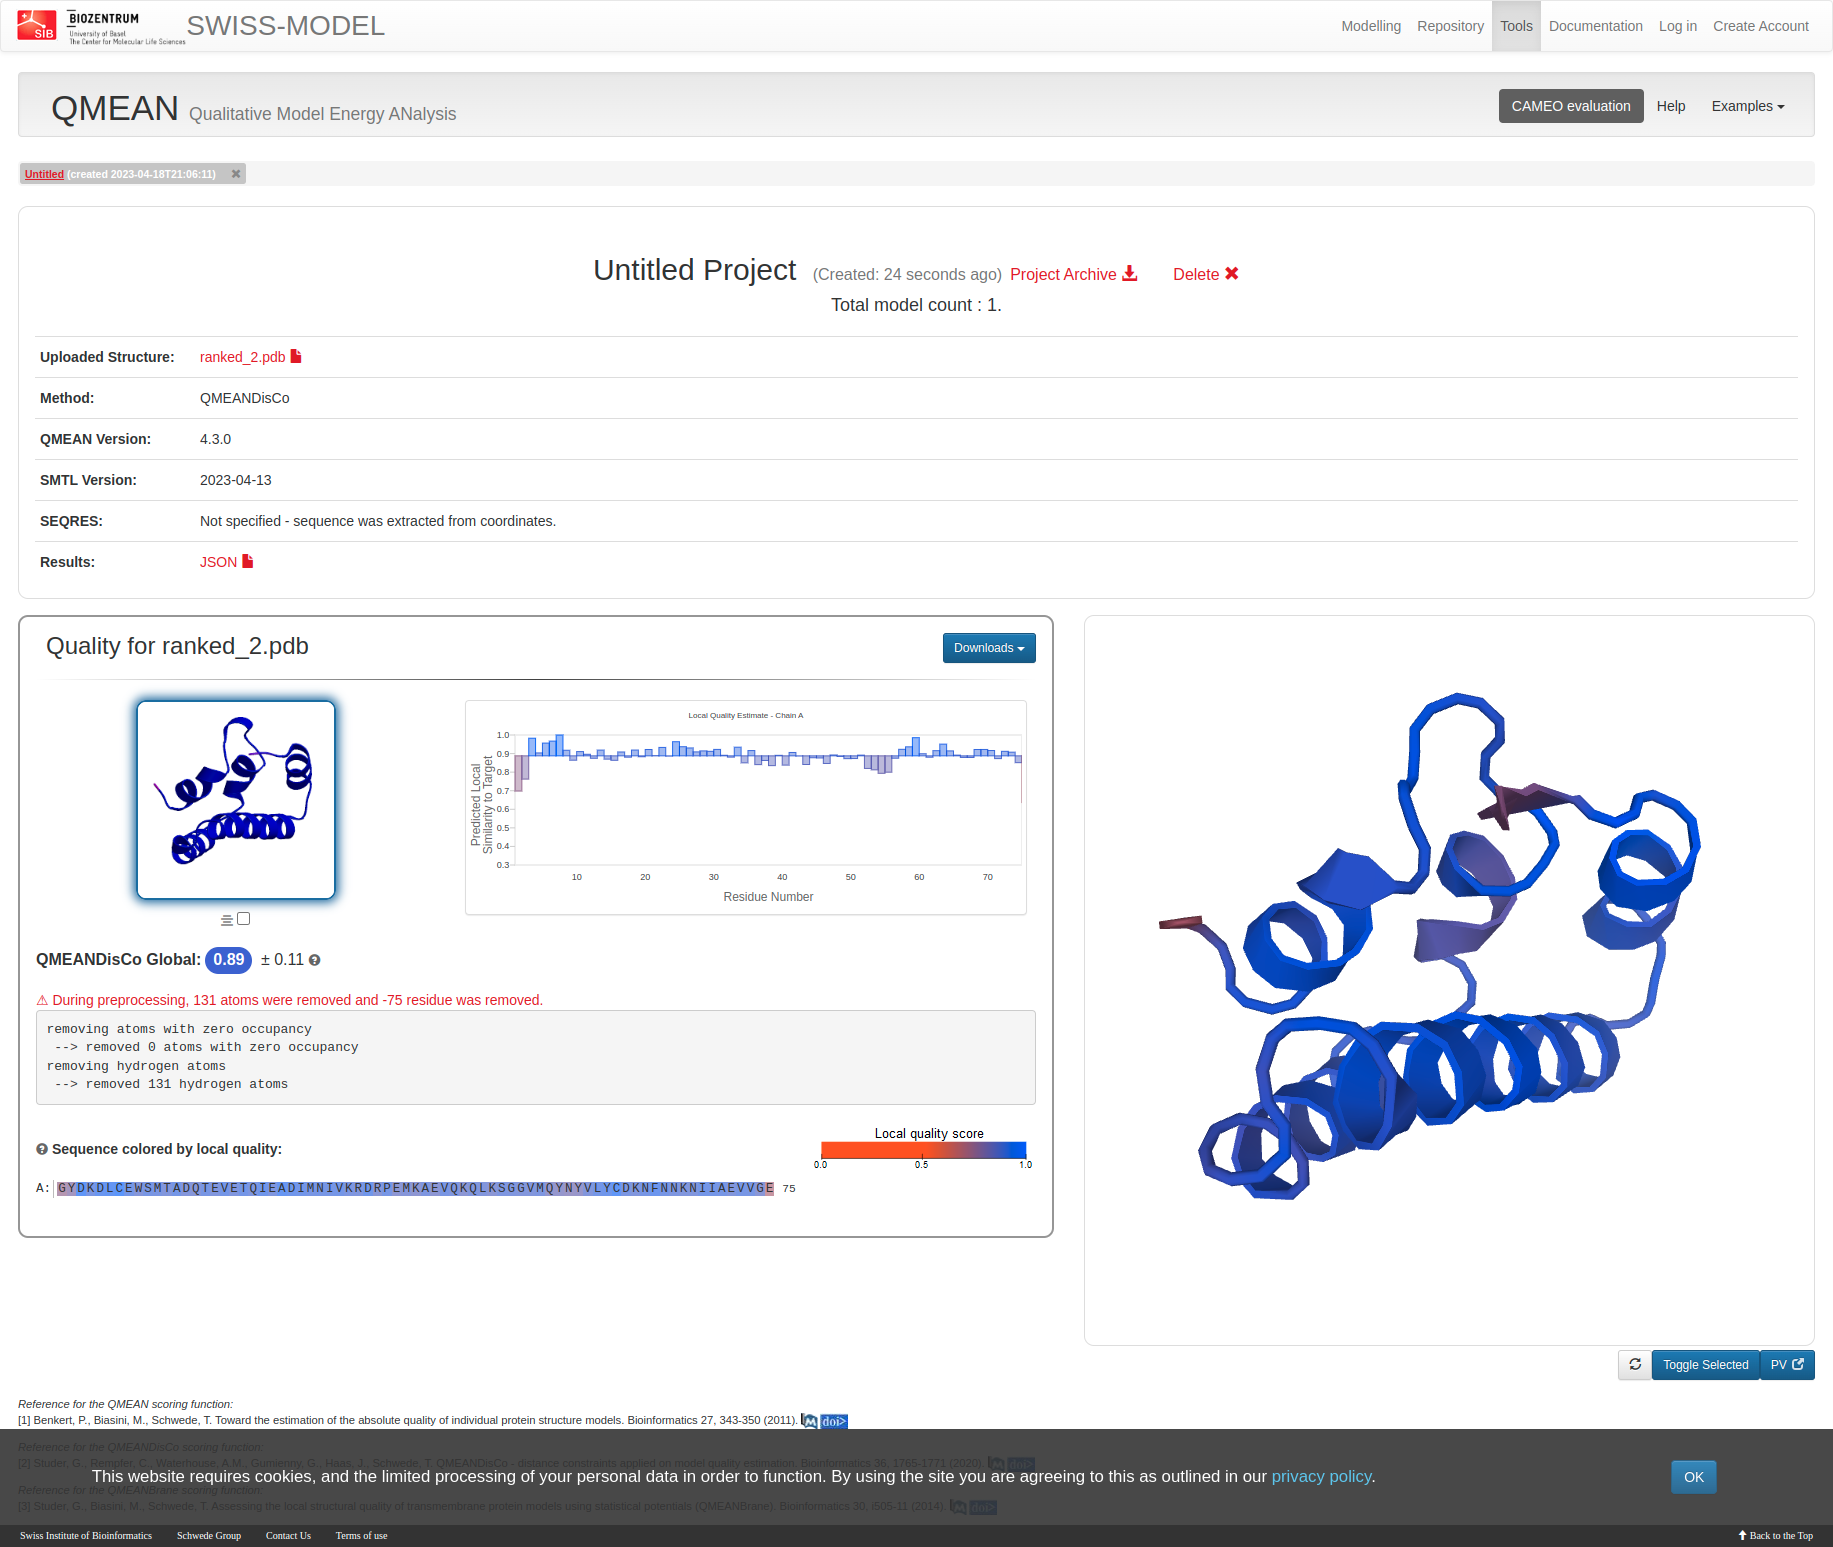 SIB
BIOZENTRUM
University of Basel
The Center for Molecular Life Sciences
SWISS-MODEL
Modelling Repository Tools Documentation Log in Create Account
QMEAN Qualitative Model Energy ANalysis
CAMEO evaluation Help Examples
Untitled (created 2023-04-18T21:06:11)
Untitled Project (Created: 24 seconds ago) Project Archive Delete
Total model count : 1.
Uploaded Structure: ranked_2.pdb
Method: QMEANDisCo
QMEAN Version: 4.3.0
SMTL Version: 2023-04-13
SEQRES: Not specified - sequence was extracted from coordinates.
Results: JSON
Quality for ranked_2.pdb
Downloads
Local Quality Estimate - Chain A
Predicted Local
Similarity to Target
1.0
0.9
0.8
0.7
0.6
0.5
0.4
0.3
10 20 30 40 50 60 70
Residue Number
QMEANDisCo Global: 0.89 ± 0.11
During preprocessing, 131 atoms were removed and -75 residue was removed.
removing atoms with zero occupancy
--> removed 0 atoms with zero occupancy
removing hydrogen atoms
--> removed 131 hydrogen atoms
Sequence colored by local quality:
Local quality score
0.0 0.5 1.0
A: GYDKDLCEWSMTADQTEVETQIEADIMNIVKRDRPEMKAEVQKQLKSGGVMQYNYVLYCDKNFNNKNIIAEVVGE 75
Toggle Selected PV
Reference for the QMEAN scoring function:
[1] Benkert, P., Biasini, M., Schwede, T. Toward the estimation of the absolute quality of individual protein structure models. Bioinformatics 27, 343-350 (2011). M doi>
Reference for the QMEANDisCo scoring function:
[2] Studer, G., Rempfer, C., Waterhouse, A.M., Gumienny, G., Haas, J., Schwede, T. QMEANDisCo - distance constraints applied on model quality estimation. Bioinformatics 36, 1765-1771 (2020). M doi>
This website requires cookies, and the limited processing of your personal data in order to function. By using the site you are agreeing to this as outlined in our privacy policy.
OK
Reference for the QMEANBrane scoring function:
[3] Studer, G., Biasini, M., Schwede, T. Assessing the local structural quality of transmembrane protein models using statistical potentials (QMEANBrane). Bioinformatics 30, i505-11 (2014). M doi>
Swiss Institute of Bioinformatics Schwede Group Contact Us Terms of use Back to the Top